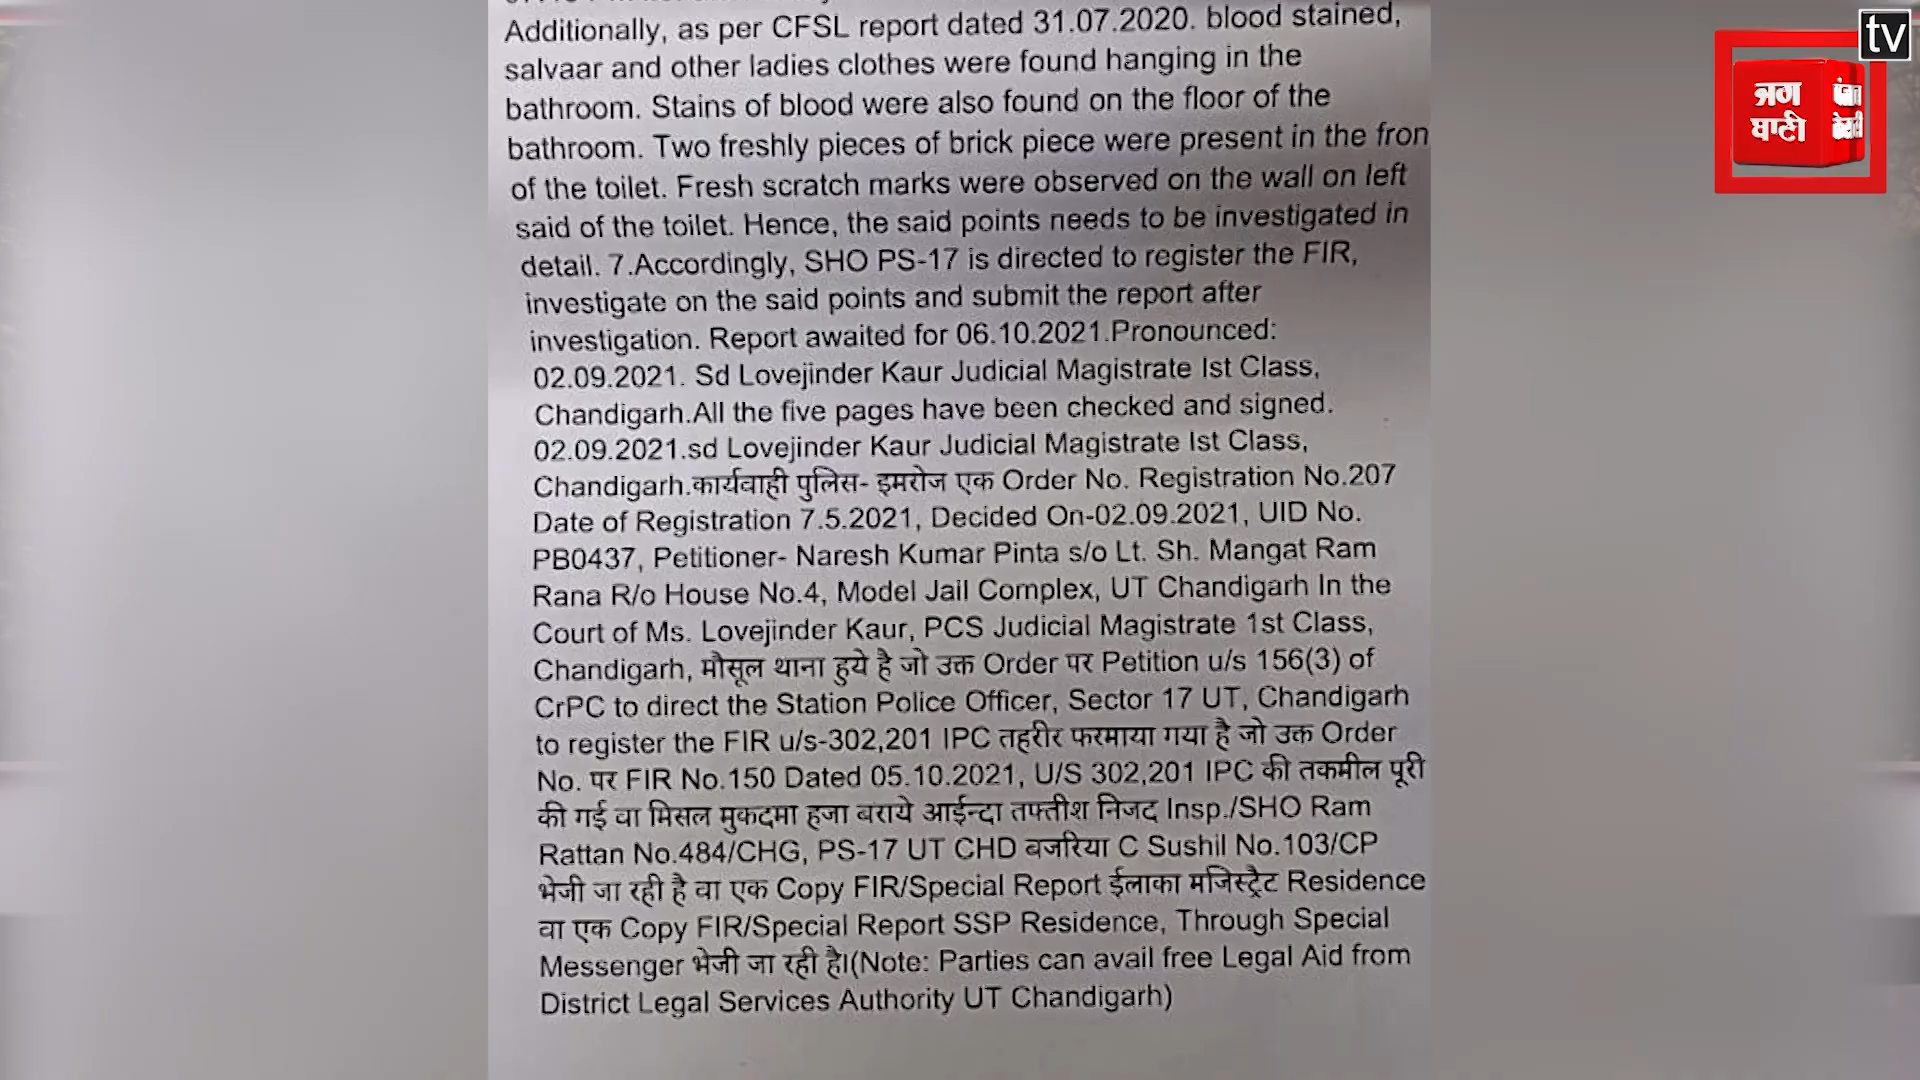 Additionally, as per CFSL report dated 31.07.2020. blood stained,
salvaar and other ladies clothes were found hanging in the
bathroom. Stains of blood were also found on the floor of the
bathroom. Two freshly pieces of brick piece were present in the fron
of the toilet. Fresh scratch marks were observed on the wall on left
said of the toilet. Hence, the said points needs to be investigated in
detail. 7.Accordingly, SHO PS-17 is directed to register the FIR,
investigate on the said points and submit the report after
investigation. Report awaited for 06.10.2021.Pronounced:
02.09.2021. Sd Lovejinder Kaur Judicial Magistrate Ist Class,
Chandigarh.All the five pages have been checked and signed.
02.09.2021.sd Lovejinder Kaur Judicial Magistrate Ist Class,
Chandigarh.कार्यवाही पुलिस- इमरोज एक Order No. Registration No.207
Date of Registration 7.5.2021, Decided On-02.09.2021, UID No.
PB0437, Petitioner- Naresh Kumar Pinta s/o Lt. Sh. Mangat Ram
Rana R/o House No.4, Model Jail Complex, UT Chandigarh In the
Court of Ms. Lovejinder Kaur, PCS Judicial Magistrate 1st Class,
Chandigarh, मौसूल थाना हुये है जो उक्त Order पर Petition u/s 156(3) of
CrPC to direct the Station Police Officer, Sector 17 UT, Chandigarh
to register the FIR u/s-302,201 IPC तहरीर फरमाया गया है जो उक्त Order
No. पर FIR No.150 Dated 05.10.2021, U/S 302,201 IPC की तकमील पूरी
की गई वा मिसल मुकदमा हजा बराये आईन्दा तफ्तीश निजद Insp./SHO Ram
Rattan No.484/CHG, PS-17 UT CHD बजरिया C Sushil No.103/CP
भेजी जा रही है वा एक Copy FIR/Special Report ईलाका मजिस्ट्रैट Residence
वा एक Copy FIR/Special Report SSP Residence, Through Special
Messenger भेजी जा रही है।(Note: Parties can avail free Legal Aid from
District Legal Services Authority UT Chandigarh)
tv
ਜਗ
ਬਾਣੀ